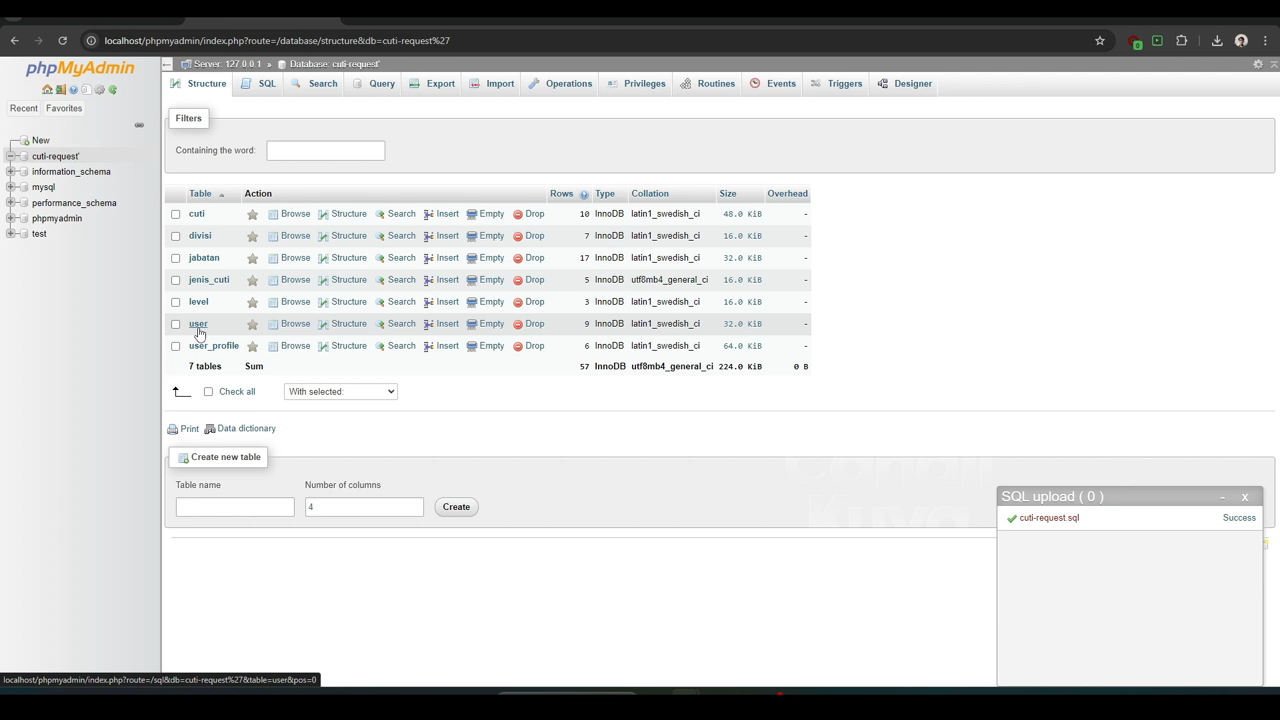 localhost/phpmyadmin/index.php?route=/database/structure&db=cuti-request%27
phpMyAdmin
Recent Favorites
New
cuti-request'
information_schema
mysql
performance_schema
phpmyadmin
test
Server: 127.0.0.1 » Database: cuti-request'
Structure SQL Search Query Export Import Operations Privileges Routines Events Triggers Designer
Filters
Containing the word:
Table Action Rows Type Collation Size Overhead
cuti Browse Structure Search Insert Empty Drop 10 InnoDB latin1_swedish_ci 48.0 KiB -
divisi Browse Structure Search Insert Empty Drop 7 InnoDB latin1_swedish_ci 16.0 KiB -
jabatan Browse Structure Search Insert Empty Drop 17 InnoDB latin1_swedish_ci 32.0 KiB -
jenis_cuti Browse Structure Search Insert Empty Drop 5 InnoDB utf8mb4_general_ci 16.0 KiB -
level Browse Structure Search Insert Empty Drop 3 InnoDB latin1_swedish_ci 16.0 KiB -
user Browse Structure Search Insert Empty Drop 9 InnoDB latin1_swedish_ci 32.0 KiB -
user_profile Browse Structure Search Insert Empty Drop 6 InnoDB latin1_swedish_ci 64.0 KiB -
7 tables Sum 57 InnoDB utf8mb4_general_ci 224.0 KiB 0 B
Check all With selected:
Print Data dictionary
Create new table
Table name Number of columns
4 Create
SQL upload ( 0 ) - x
cuti-request.sql Success
localhost/phpmyadmin/index.php?route=/sql&db=cuti-request%27&table=user&pos=0